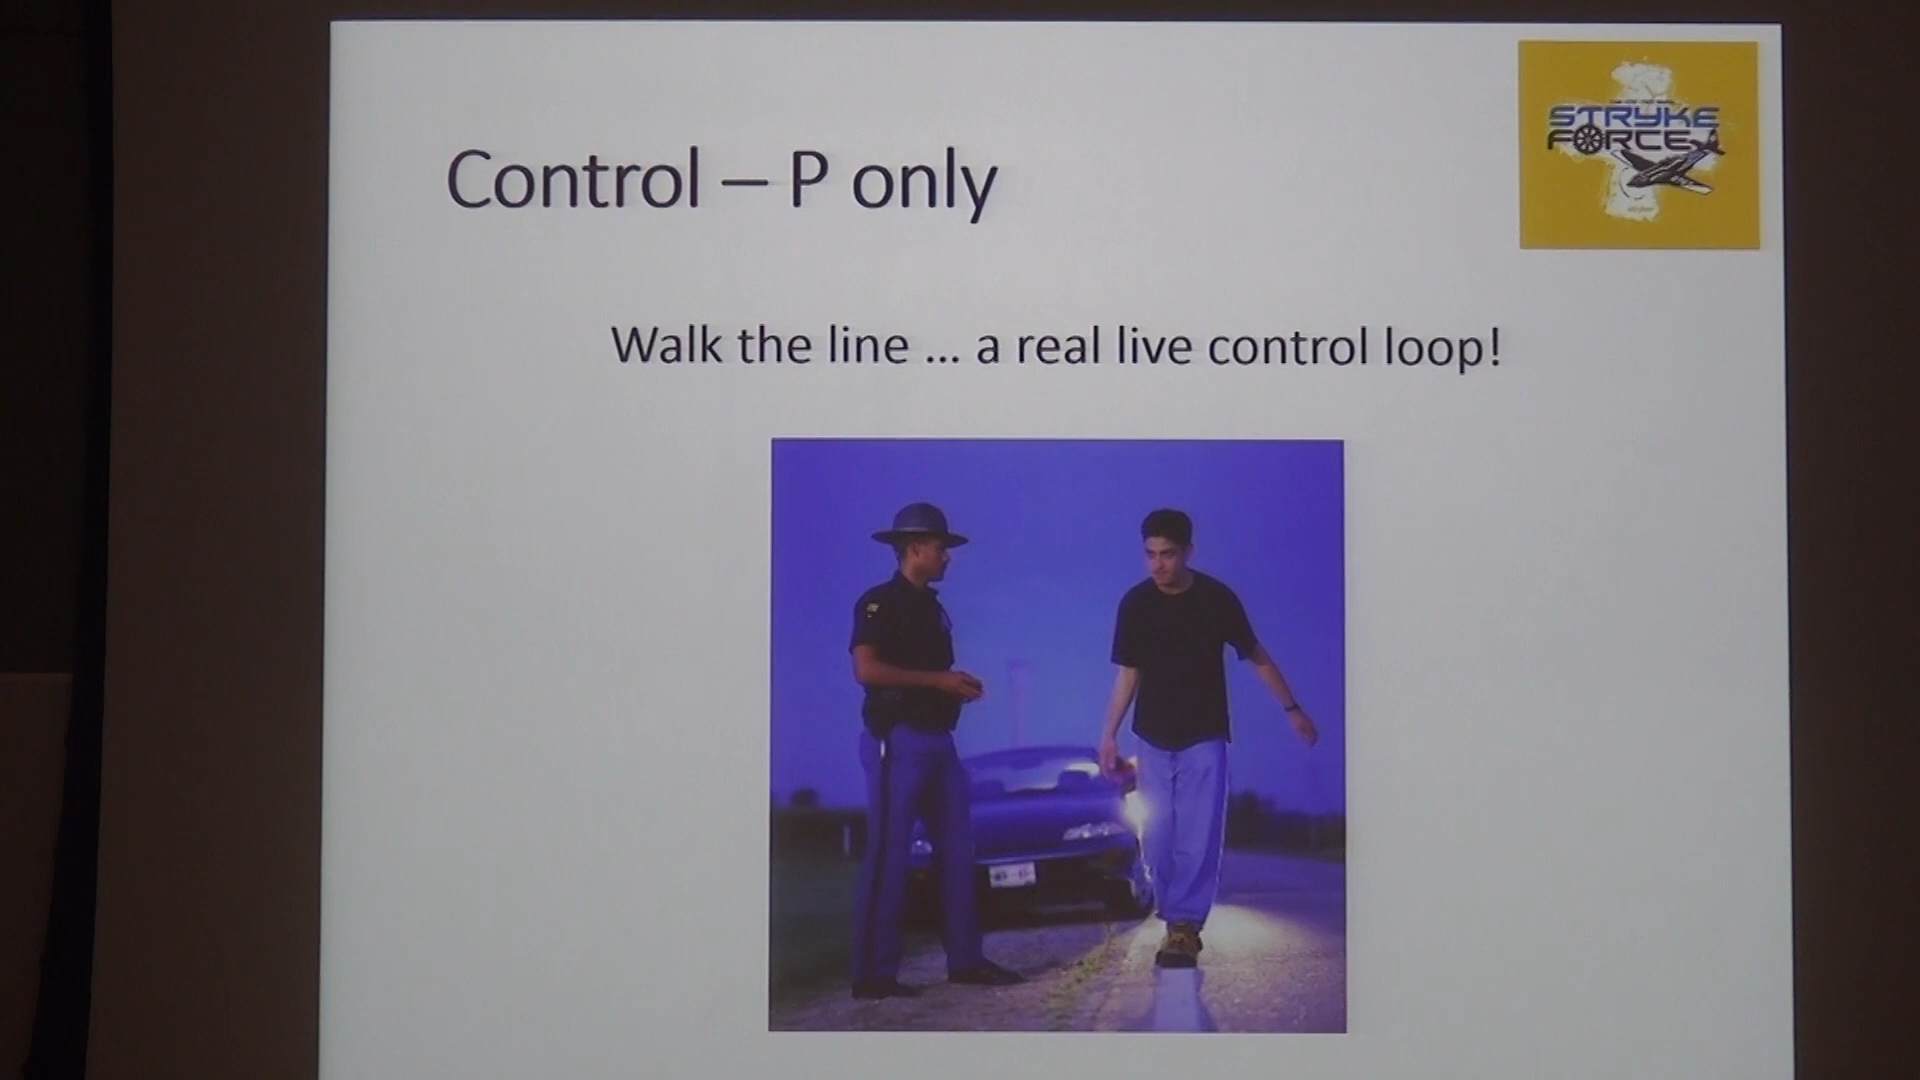 Control – P only
STRYKE
FORCE
Walk the line ... a real live control loop!